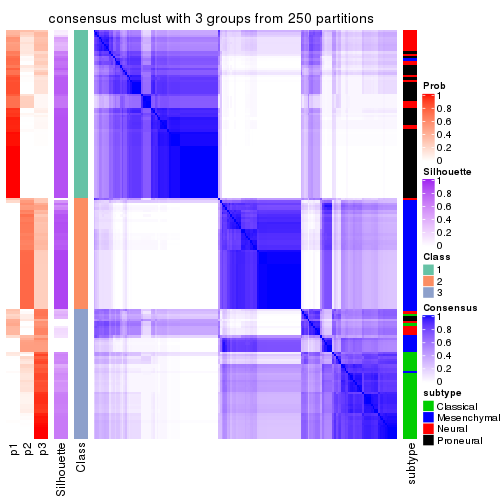 consensus mclust with 3 groups from 250 partitions
Prob
1
0.8
0.6
0.4
0.2
0
Silhouette
1
0.8
0.6
0.4
0.2
0
Class
1
2
3
Consensus
1
0.8
0.6
0.4
0.2
0
subtype
Classical
Mesenchymal
Neural
Proneural
p1
p2
p3
Silhouette
Class
subtype